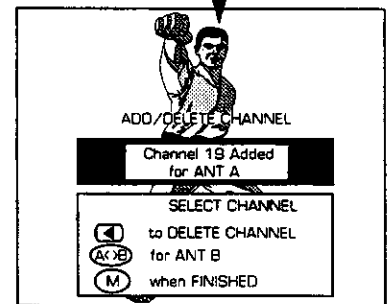 ADD/DELETE CHANNEL
Channel 19 Added
for ANT A
SELECT CHANNEL
to DELETE CHANNEL
A<>B for ANT B
M when FINISHED